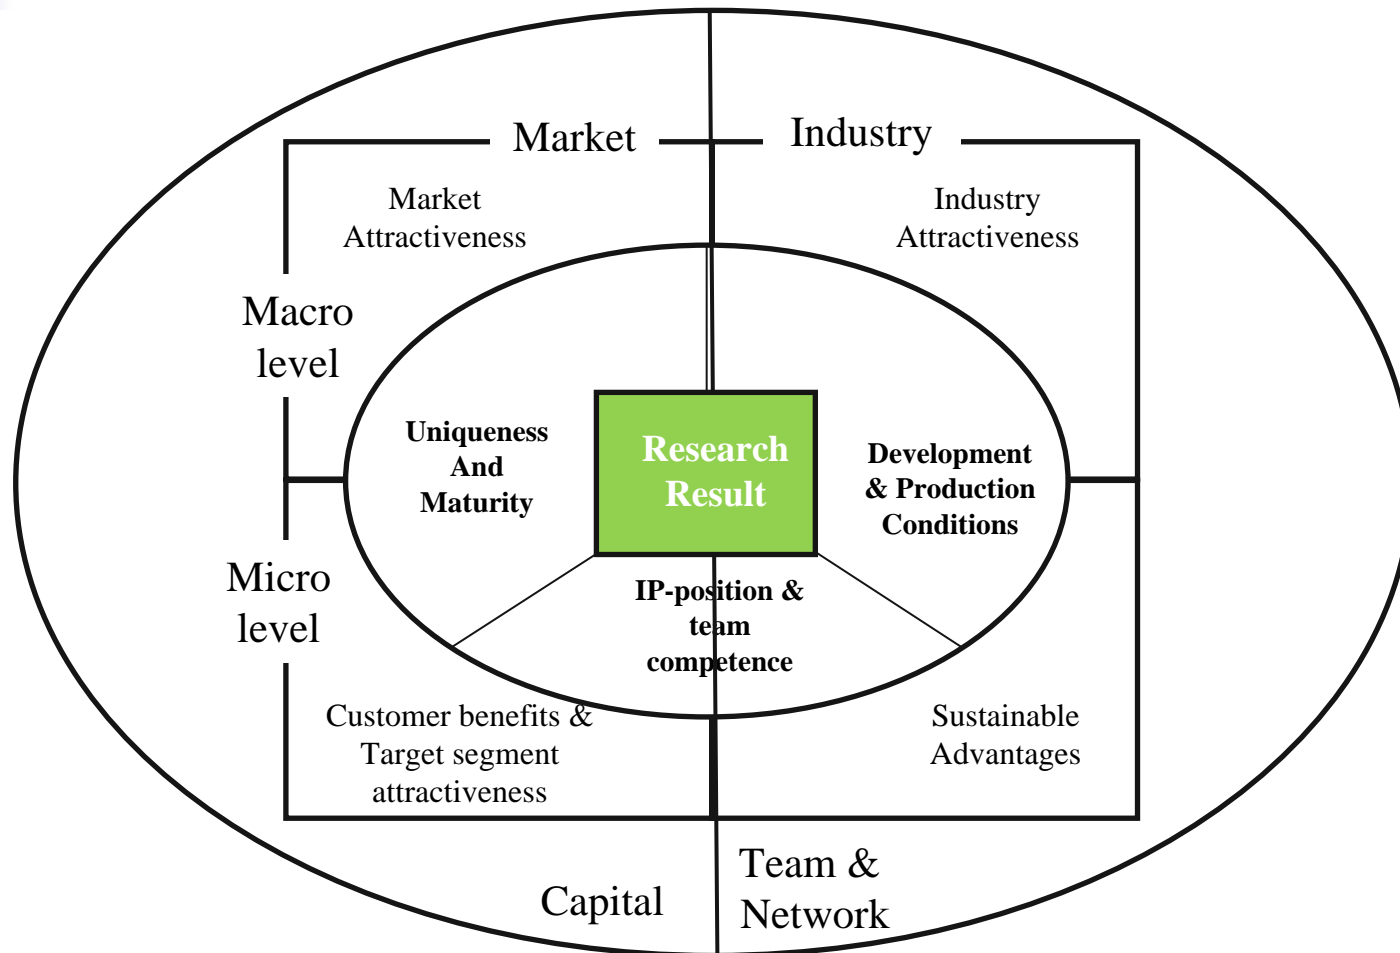 Market
Industry
Market
Attractiveness
Industry
Attractiveness
Macro
level
Uniqueness
And
Maturity
Research
Result
Development
& Production
Conditions
Micro
level
IP-position &
team
competence
Customer benefits &
Target segment
attractiveness
Sustainable
Advantages
Capital
Team &
Network